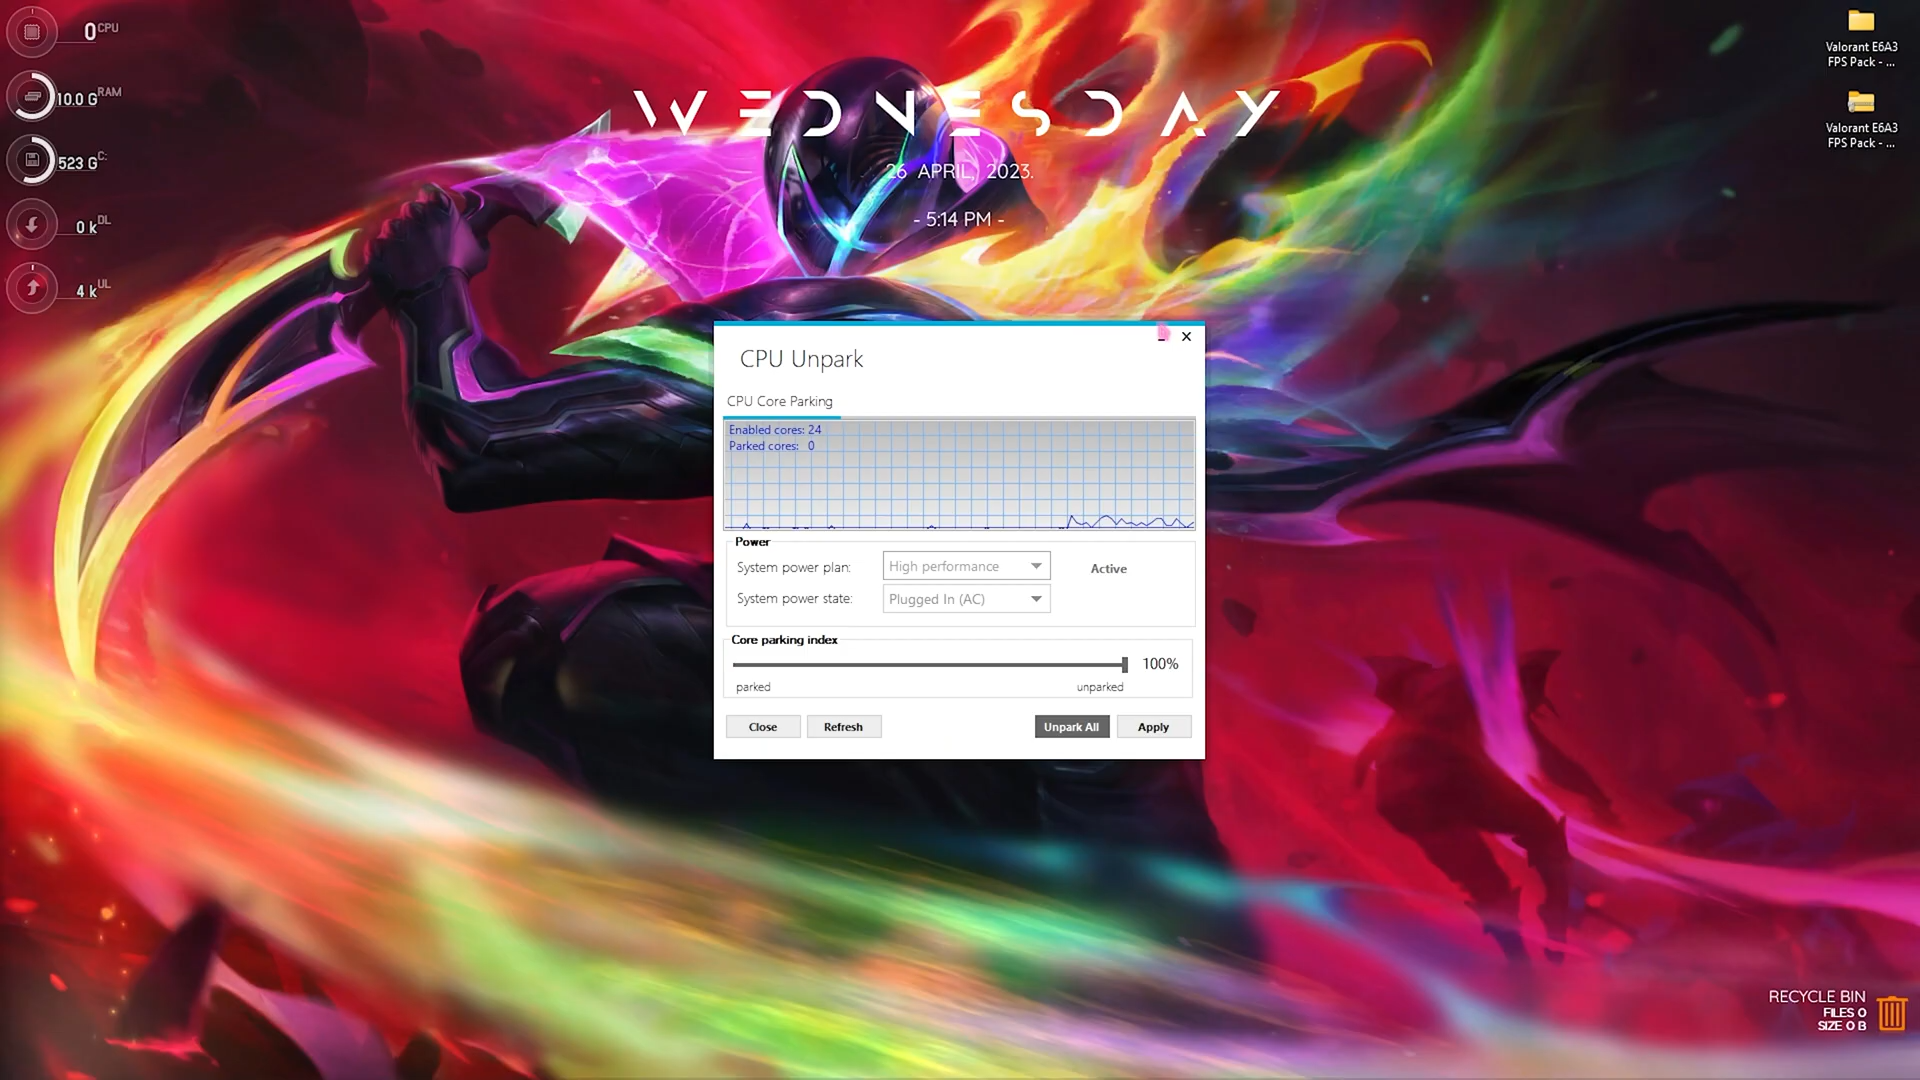 0 CPU
10.0 G RAM
523 G C:
0 k DL
4 k UL
WEDNESDAY
26 APRIL, 2023.
- 5:14 PM -
Valorant E6A3
FPS Pack - ...
Valorant E6A3
FPS Pack - ...
CPU Unpark
CPU Core Parking
Enabled cores: 24
Parked cores: 0
Power
System power plan: High performance Active
System power state: Plugged In (AC)
Core parking index
100%
parked unparked
Close Refresh Unpark All Apply
RECYCLE BIN
FILES 0
SIZE 0 B